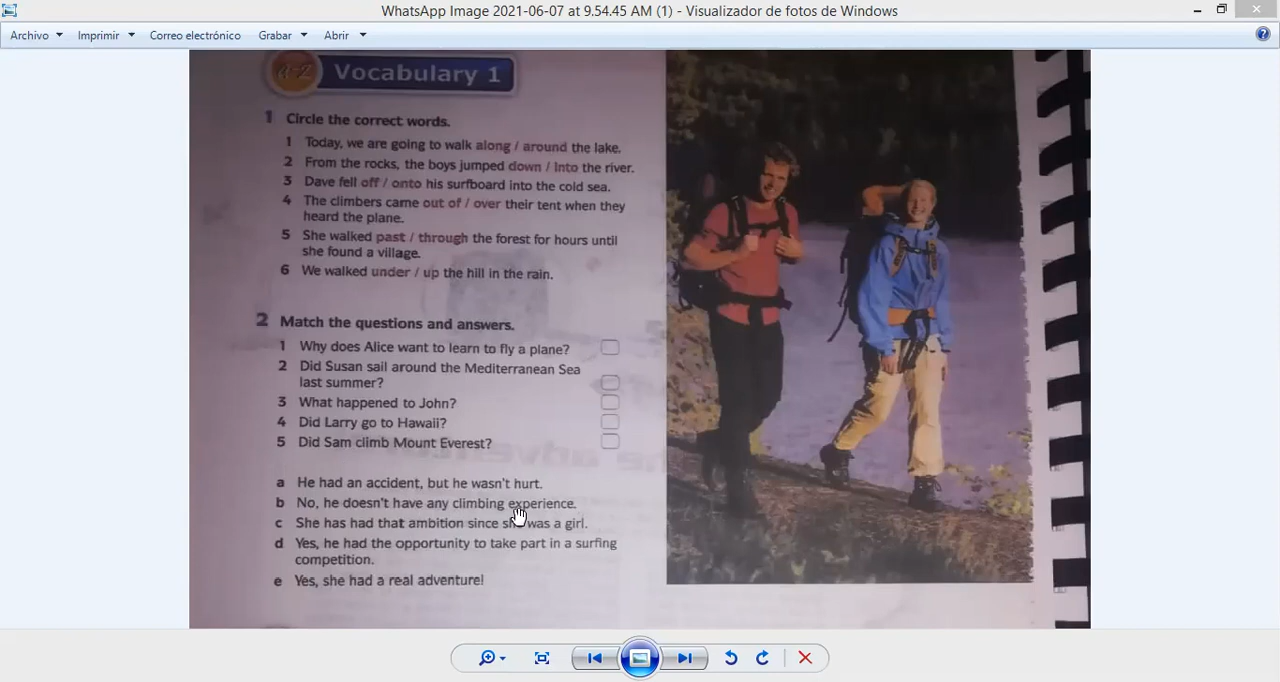 WhatsApp Image 2021-06-07 at 9.54.45 AM (1) - Visualizador de fotos de Windows
Archivo Imprimir Correo electrónico Grabar Abrir
a-z Vocabulary 1
1 Circle the correct words.
1 Today, we are going to walk along / around the lake.
2 From the rocks, the boys jumped down / into the river.
3 Dave fell off / onto his surfboard into the cold sea.
4 The climbers came out of / over their tent when they
heard the plane.
5 She walked past / through the forest for hours until
she found a village.
6 We walked under / up the hill in the rain.
2 Match the questions and answers.
1 Why does Alice want to learn to fly a plane?
2 Did Susan sail around the Mediterranean Sea
last summer?
3 What happened to John?
4 Did Larry go to Hawaii?
5 Did Sam climb Mount Everest?
a He had an accident, but he wasn't hurt.
b No, he doesn't have any climbing experience.
c She has had that ambition since she was a girl.
d Yes, he had the opportunity to take part in a surfing
competition.
e Yes, she had a real adventure!